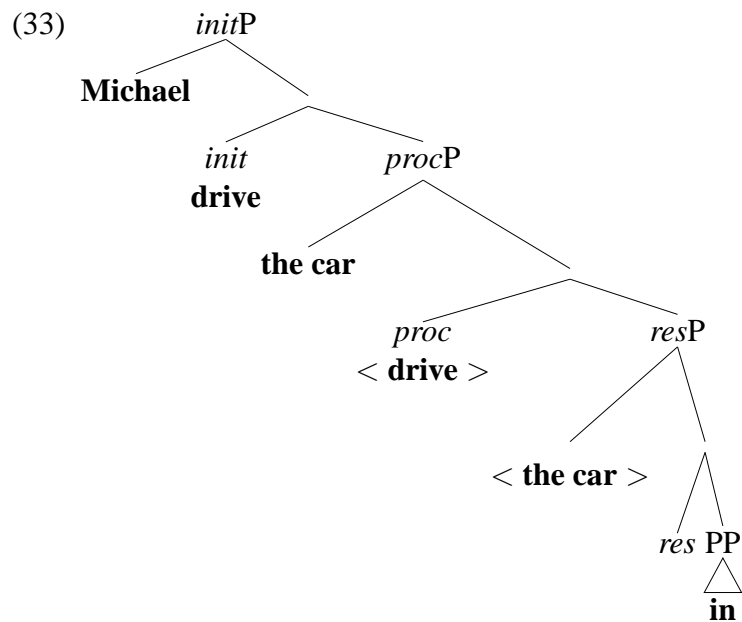 (33) initP
Michael
init procP
drive
the car
proc resP
< drive >
< the car >
res PP
in